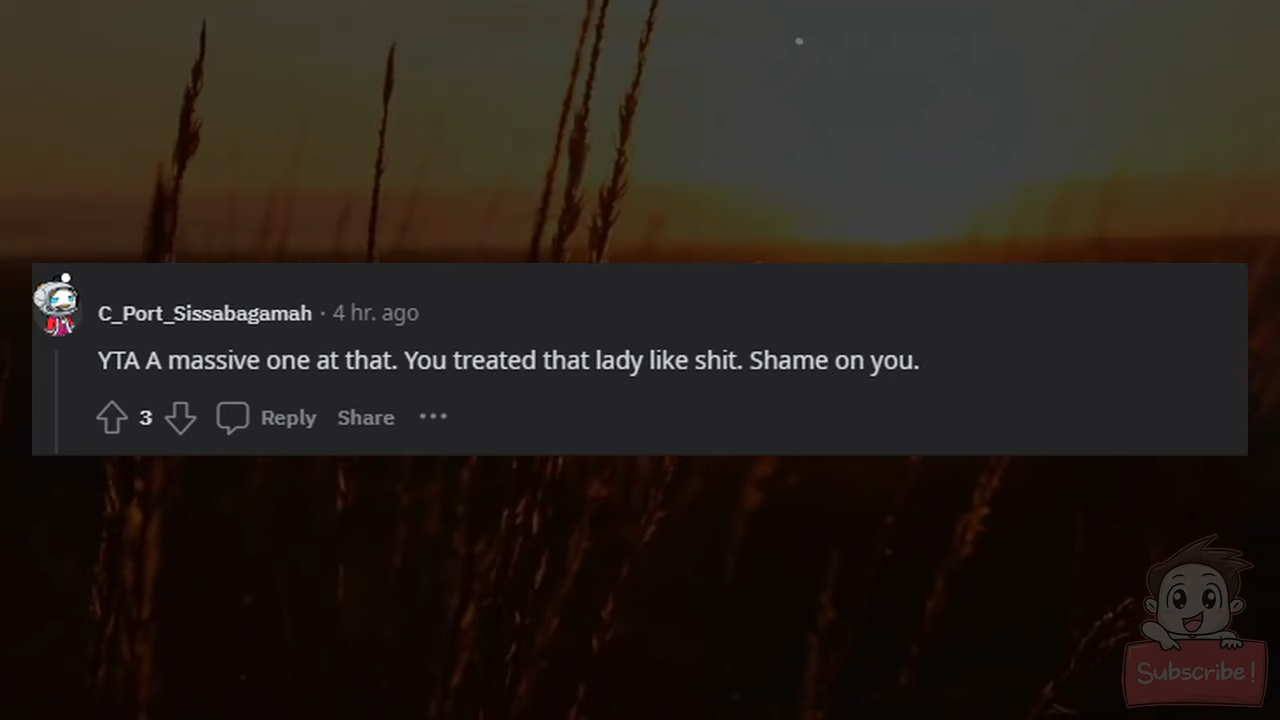 C_Port_Sissabagamah · 4 hr. ago
YTA A massive one at that. You treated that lady like shit. Shame on you.
3 Reply Share ···
Subscribe!